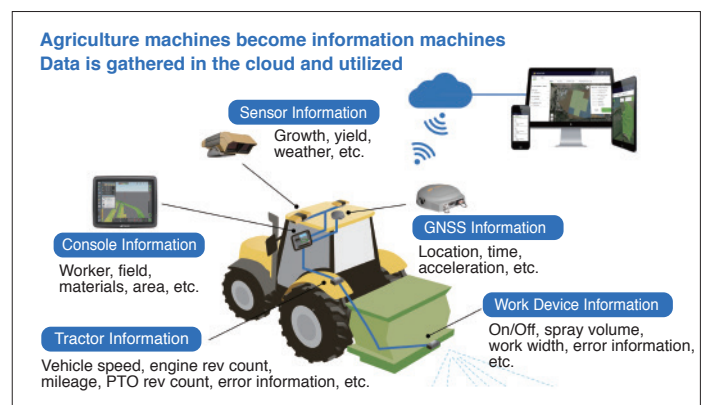 Agriculture machines become information machines
Data is gathered in the cloud and utilized
Sensor Information
Growth, yield,
weather, etc.
Console Information
Worker, field,
materials, area, etc.
GNSS Information
Location, time,
acceleration, etc.
Tractor Information
Vehicle speed, engine rev count,
mileage, PTO rev count, error information, etc.
Work Device Information
On/Off, spray volume,
work width, error information,
etc.